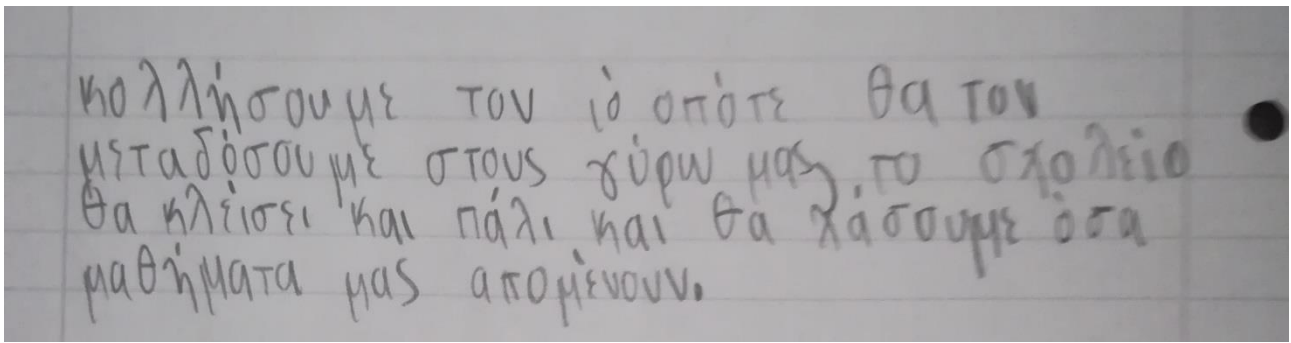 κολλήσουμε τον ιό οπότε θα τον
μεταδόσουμε στους γύρω μας, το σχολείο
θα κλείσει και πάλι και θα χάσουμε όσα
μαθήματα μας απομένουν.